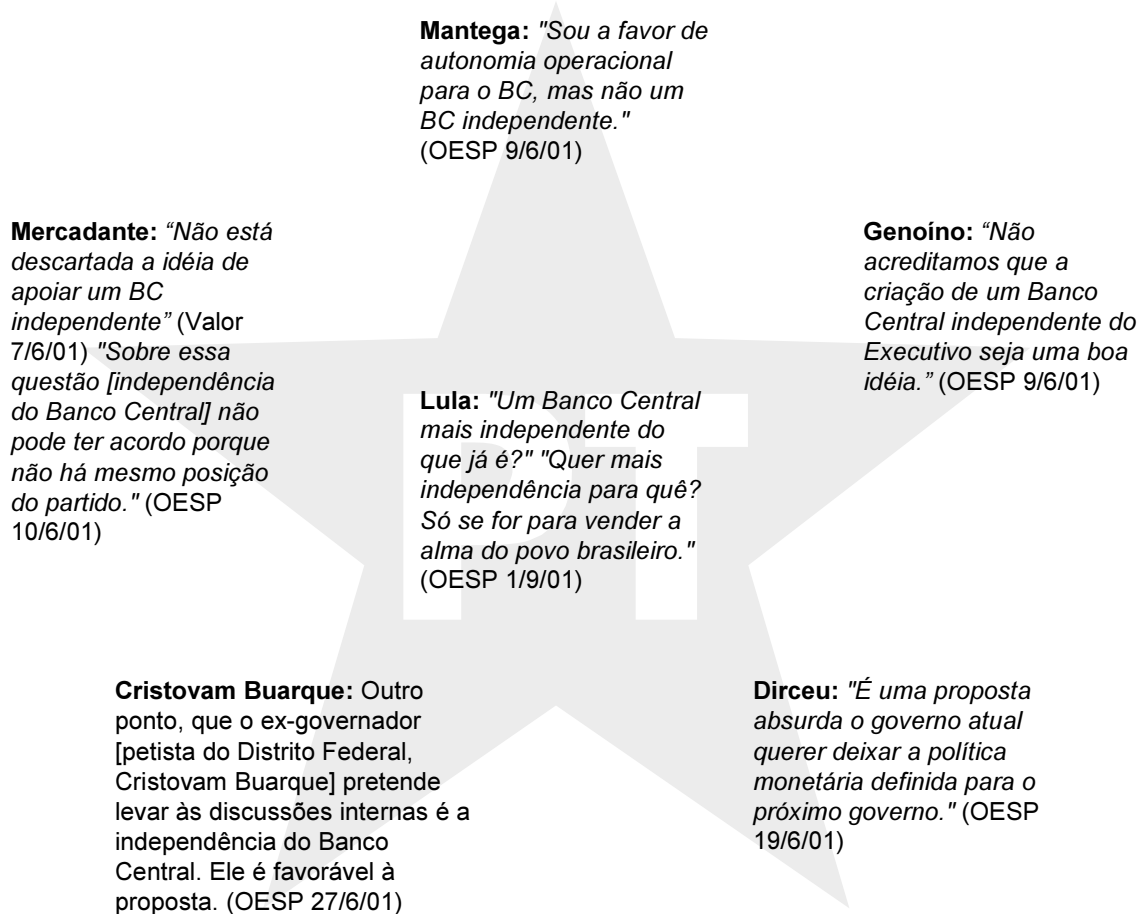 Mantega: "Sou a favor de
autonomia operacional
para o BC, mas não um
BC independente."
(OESP 9/6/01)
Mercadante: “Não está
descartada a idéia de
apoiar um BC
independente” (Valor
7/6/01) "Sobre essa
questão [independência
do Banco Central] não
pode ter acordo porque
não há mesmo posição
do partido." (OESP
10/6/01)
Genoíno: “Não
acreditamos que a
criação de um Banco
Central independente do
Executivo seja uma boa
idéia.” (OESP 9/6/01)
PT
Lula: "Um Banco Central
mais independente do
que já é?" "Quer mais
independência para quê?
Só se for para vender a
alma do povo brasileiro."
(OESP 1/9/01)
Cristovam Buarque: Outro
ponto, que o ex-governador
[petista do Distrito Federal,
Cristovam Buarque] pretende
levar às discussões internas é a
independência do Banco
Central. Ele é favorável à
proposta. (OESP 27/6/01)
Dirceu: "É uma proposta
absurda o governo atual
querer deixar a política
monetária definida para o
próximo governo." (OESP
19/6/01)